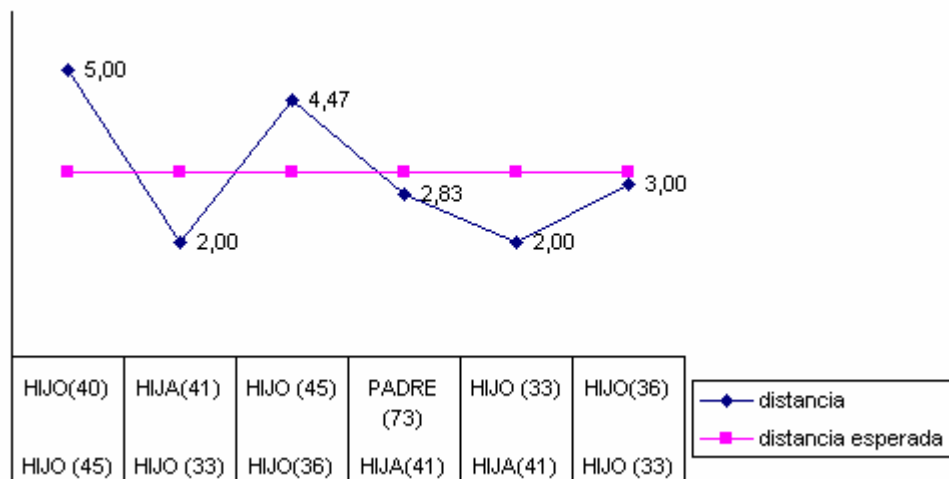 5,00
4,47
2,83
3,00
2,00
2,00
HIJO(40) HIJA(41) HIJO (45) PADRE (73) HIJO (33) HIJO(36)
HIJO (45) HIJO (33) HIJO(36) HIJA(41) HIJA(41) HIJO (33)
distancia
distancia esperada